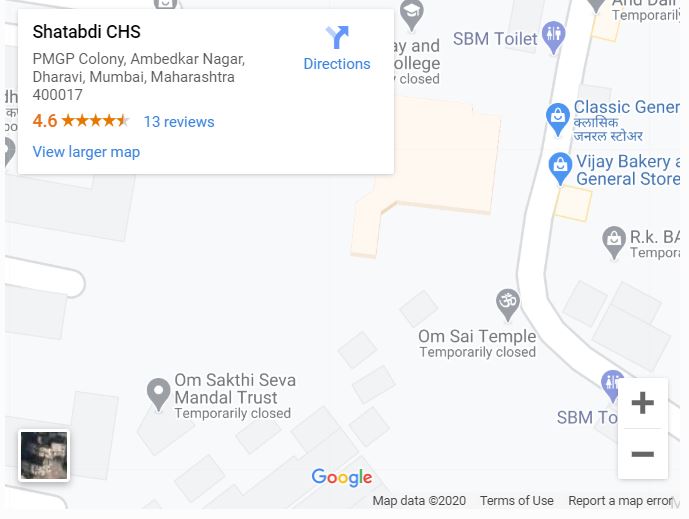 Shatabdi CHS
PMGP Colony, Ambedkar Nagar,
Dharavi, Mumbai, Maharashtra
400017
4.6
13 reviews
View larger map
Directions
ay and
ollege
y closed
And Dail
Temporarily
SBM Toilet
Classic Gener
क्लासिक
जनरल स्टोअर
Vijay Bakery a
General Store
R.k. BA
Tempora
Om Sai Temple
Temporarily closed
Om Sakthi Seva
Mandal Trust
Temporarily closed
SBM To
+
−
Google
Map data ©2020 Terms of Use Report a map error